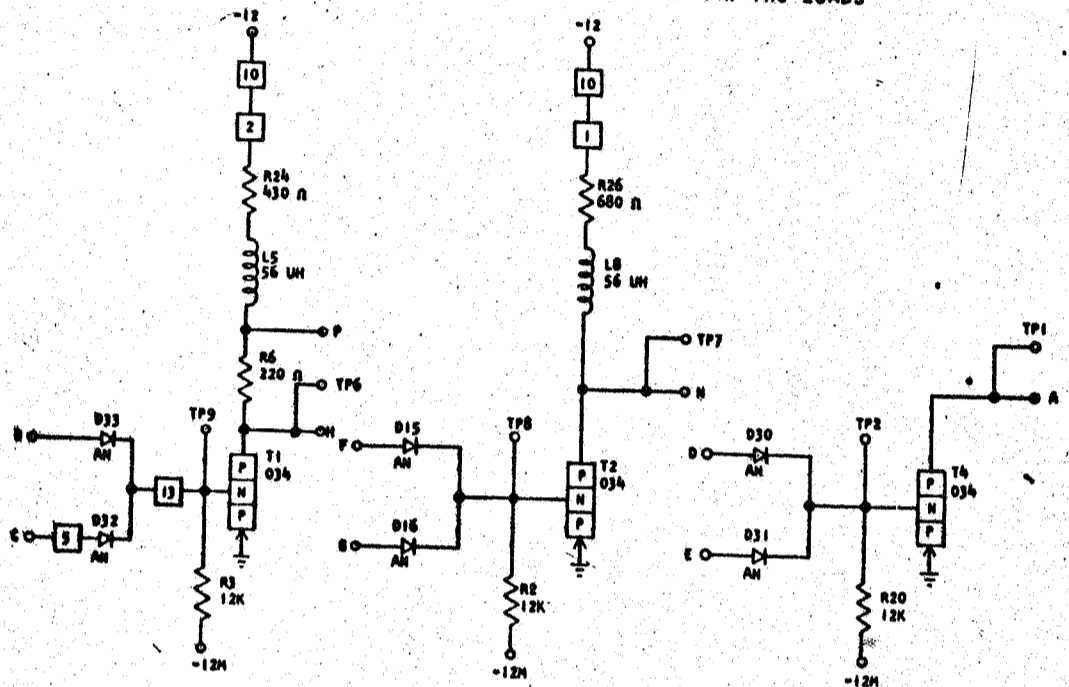 TWO LOADS
-12
10
2
R24
430 Ω
L5
56 UH
P
R6
220 Ω
TP6
H
TP9
D33
AN
13
C
5
D32
AN
T1
034
P
N
P
R3
12K
-12M
-12
10
1
R26
680 Ω
L8
56 UH
TP7
N
TP8
F
D15
AN
D16
AN
T2
034
P
N
P
R2
12K
-12M
TP1
A
TP2
D
D30
AN
E
D31
AN
T4
034
P
N
P
R20
12K
-12M